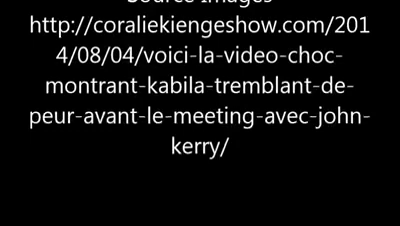 Source Images
http://coraliekiengeshow.com/201
4/08/04/voici-la-video-choc-
montrant-kabila-tremblant-de-
peur-avant-le-meeting-avec-john-
kerry/